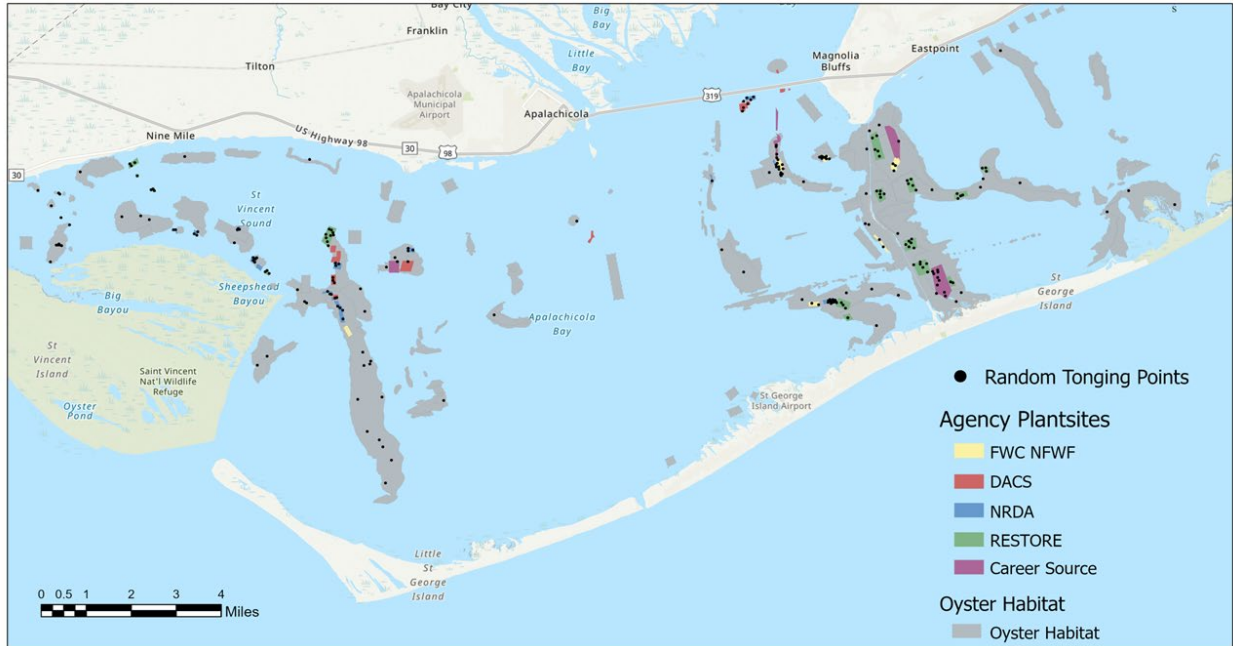 Bay City
Franklin
Big
Bay
Bay
S
Tilton
Little
Bay
Magnolia
Bluffs
Eastpoint
Apalachicola
Municipal
Airport
319
Apalachicola
Nine Mile
US Highway 98
30
98
30
St
Vincent
Sound
Big
Bayou
Sheepshead
Bayou
St
George
Island
Apalachicola
Bay
St
Vincent
Island
Saint Vincent
Nat'l Wildlife
Refuge
Oyster
Pond
St George
Island Airport
Little
St
George
Island
0 0.5 1 2 3 4
Miles
Random Tonging Points
Agency Plantsites
FWC NFWF
DACS
NRDA
RESTORE
Career Source
Oyster Habitat
Oyster Habitat